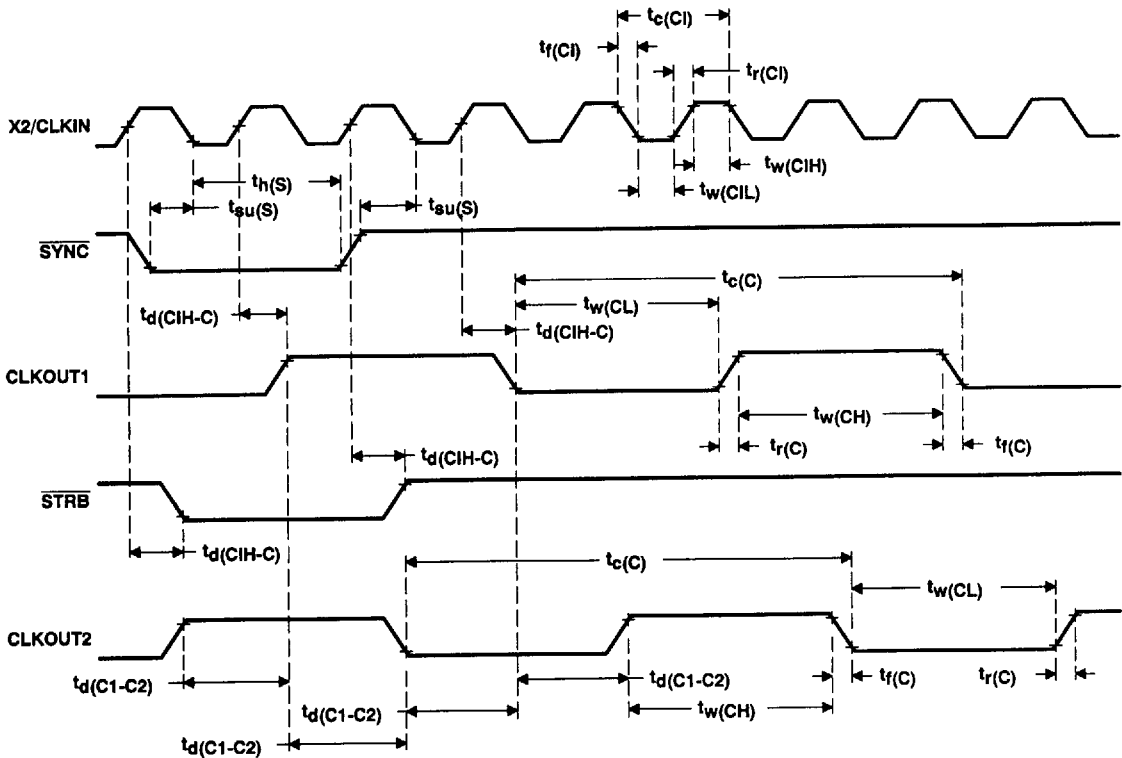 tc(CI)
tf(CI)
tr(CI)
X2/CLKIN
tw(CIH)
th(S)
tw(CIL)
tsu(S)
tsu(S)
SYNC
tc(C)
tw(CL)
td(CIH-C)
td(CIH-C)
CLKOUT1
tw(CH)
tr(C)
tf(C)
td(CIH-C)
STRB
td(CIH-C)
tc(C)
tw(CL)
CLKOUT2
td(C1-C2)
td(C1-C2)
tf(C)
tr(C)
td(C1-C2)
tw(CH)
td(C1-C2)